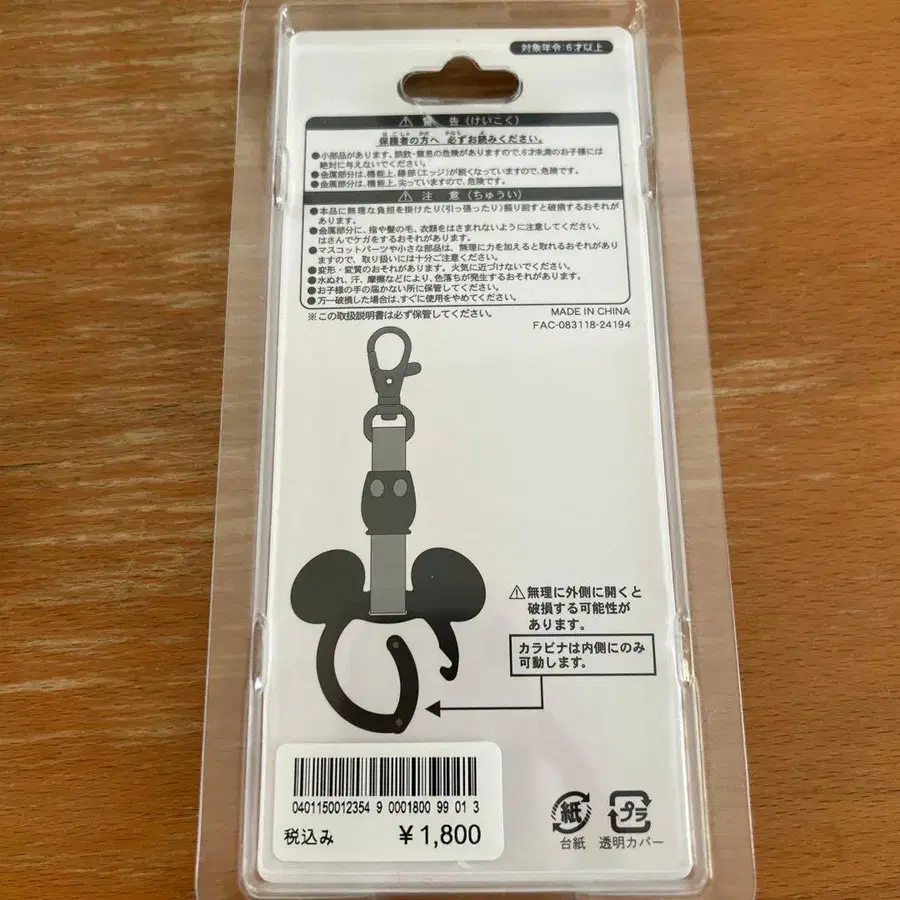 対象年令：6才以上
⚠ 警 告 (けいこく)
保護者の方へ 必ずお読みください。
●小部品があります。誤飲・窒息の危険がありますので、6才未満のお子様には
絶対に与えないでください。
●金属部分は、機能上、縁部（エッジ）が鋭くなっていますので、危険です。
●金属部分は、機能上、尖っていますので、危険です。
⚠ 注 意 (ちゅうい)
●本品に無理な負担を掛けたり（引っ張ったり）振り回すと破損するおそれが
あります。
●金属部分に、指や髪の毛、衣類をはさまれないように注意してください。
はさんでケガをするおそれがあります。
●マスコットパーツや小さな部品は、無理に力を加えると取れるおそれがあり
ますので、取り扱いには十分ご注意ください。
●変形・変質のおそれがあります。火気に近づけないでください。
●水ぬれ、汗、摩擦などにより、色落ちが発生するおそれがあります。
●お子様の手の届かない所に保管してください。
●万一破損した場合は、すぐに使用をやめてください。
※この取扱説明書は必ず保管してください。
MADE IN CHINA
FAC-083118-24194
⚠無理に外側に開くと
破損する可能性が
あります。
カラビナは内側にのみ
可動します。
0401150012354 9 0001800 99 01 3
税込み ¥1,800
紙
台紙
プラ
透明カバー